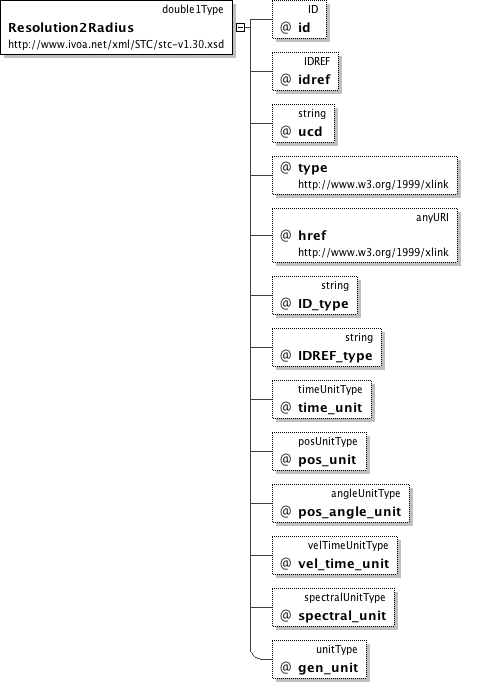 double1Type
Resolution2Radius
http://www.ivoa.net/xml/STC/stc-v1.30.xsd
ID
@ id
IDREF
@ idref
string
@ ucd
@ type
http://www.w3.org/1999/xlink
anyURI
@ href
http://www.w3.org/1999/xlink
string
@ ID_type
string
@ IDREF_type
timeUnitType
@ time_unit
posUnitType
@ pos_unit
angleUnitType
@ pos_angle_unit
velTimeUnitType
@ vel_time_unit
spectralUnitType
@ spectral_unit
unitType
@ gen_unit